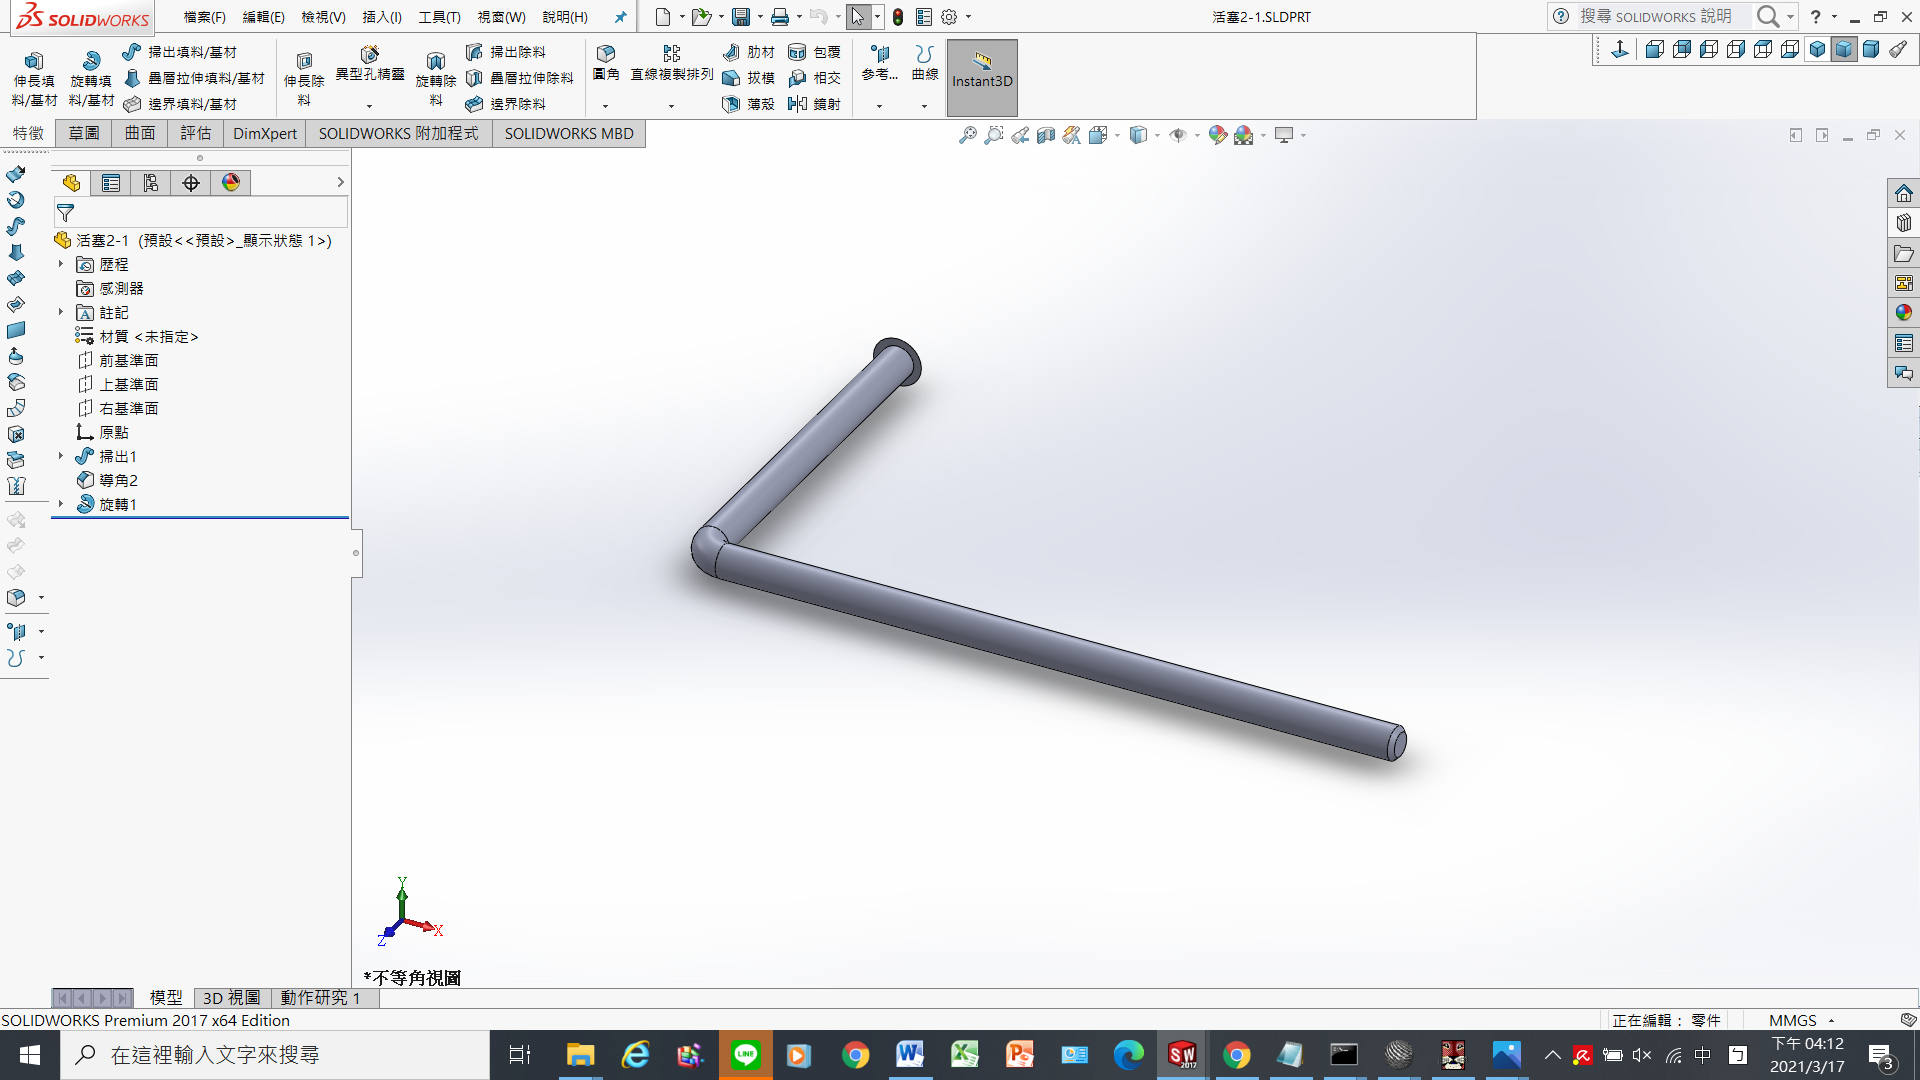 SOLIDWORKS
檔案(F) 編輯(E) 檢視(V) 插入(I) 工具(T) 視窗(W) 說明(H)
活塞2-1.SLDPRT
搜尋 SOLIDWORKS 說明
伸長填料/基材
旋轉填料/基材
掃出填料/基材
疊層拉伸填料/基材
邊界填料/基材
伸長除料
異型孔精靈
旋轉除料
掃出除料
疊層拉伸除料
邊界除料
圓角
直線複製排列
肋材
拔模
薄殼
包覆
相交
鏡射
參考...
曲線
Instant3D
特徵 草圖 曲面 評估 DimXpert SOLIDWORKS 附加程式 SOLIDWORKS MBD
活塞2-1 (預設<<預設>_顯示狀態 1>)
歷程
感測器
註記
材質 <未指定>
前基準面
上基準面
右基準面
原點
掃出1
導角2
旋轉1
Y
X
Z
*不等角視圖
模型 3D 視圖 動作研究 1
SOLIDWORKS Premium 2017 x64 Edition
正在編輯： 零件
MMGS
在這裡輸入文字來搜尋
LINE
SW
2017
中
下午 04:12
2021/3/17
3